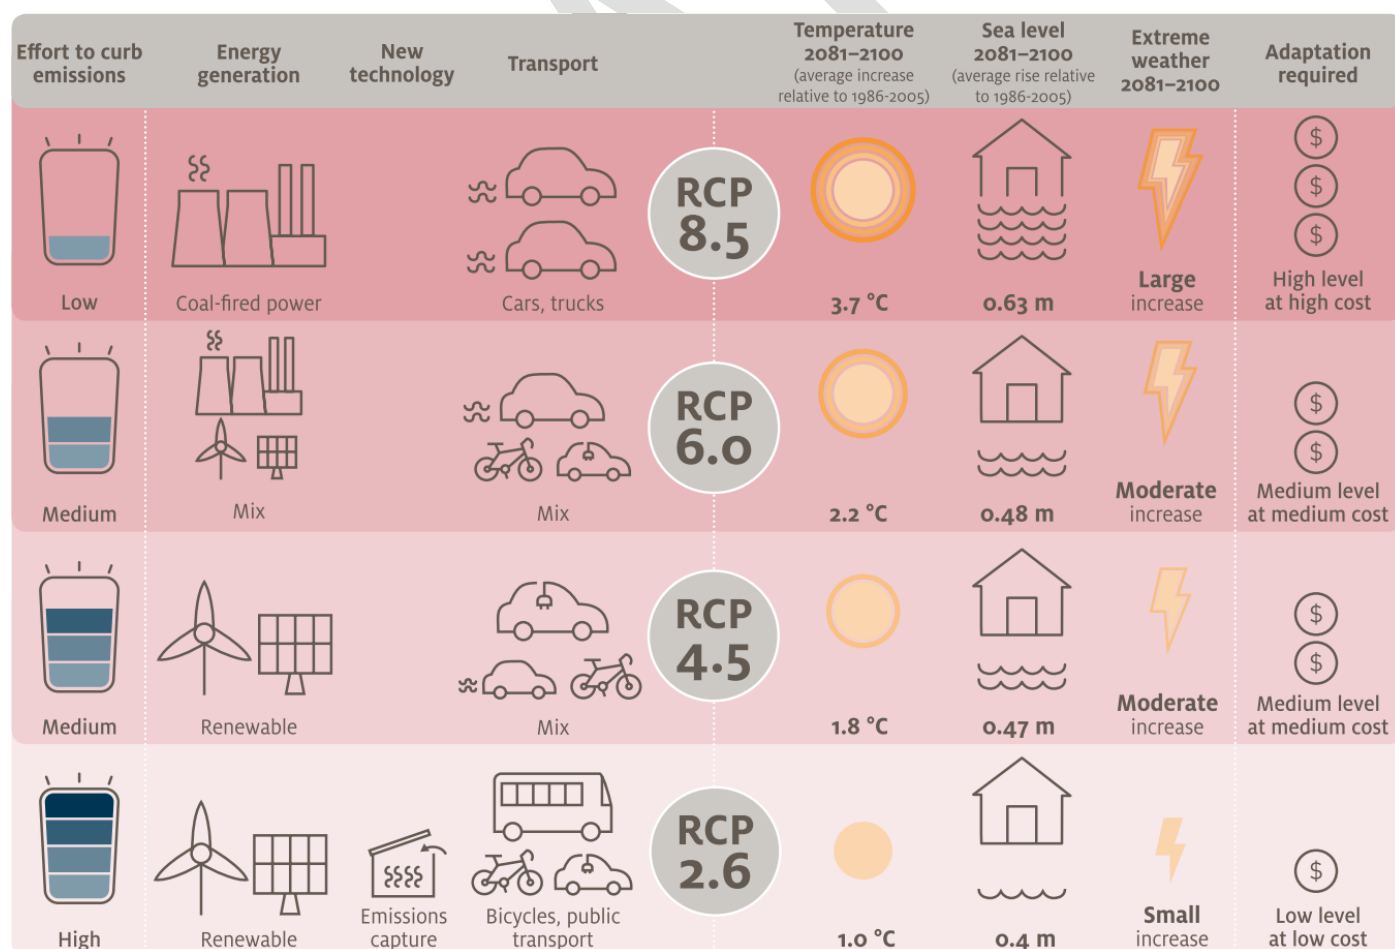 Effort to curb
emissions
Energy
generation
New
technology
Transport
Temperature
2081–2100
(average increase
relative to 1986-2005)
Sea level
2081–2100
(average rise relative
to 1986-2005)
Extreme
weather
2081–2100
Adaptation
required
Low
Coal-fired power
Cars, trucks
RCP
8.5
3.7 °C
0.63 m
Large
increase
$
$
$
High level
at high cost
Medium
Mix
Mix
RCP
6.0
2.2 °C
0.48 m
Moderate
increase
$
$
Medium level
at medium cost
Medium
Renewable
Mix
RCP
4.5
1.8 °C
0.47 m
Moderate
increase
$
$
Medium level
at medium cost
High
Renewable
Emissions
capture
Bicycles, public
transport
RCP
2.6
1.0 °C
0.4 m
Small
increase
$
Low level
at low cost